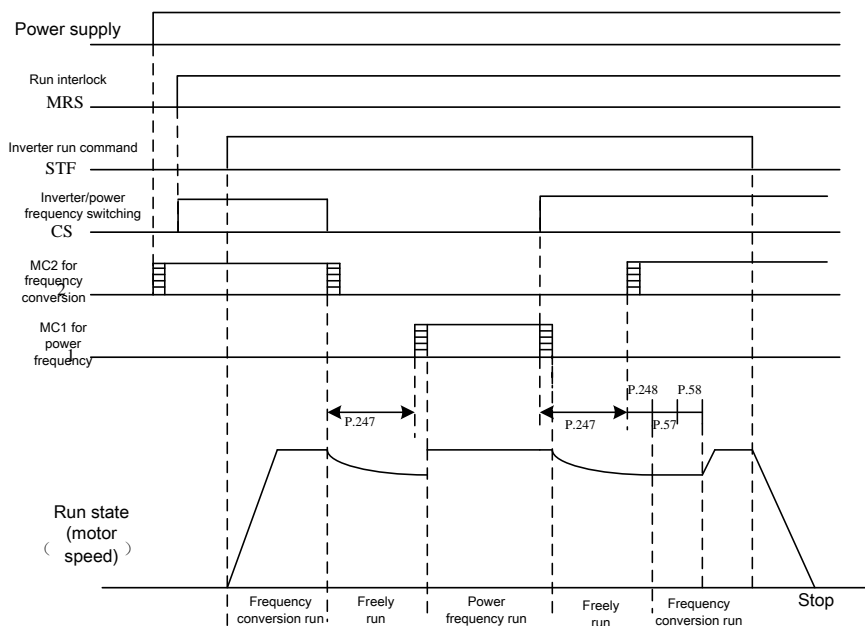 Power supply
Run interlock
MRS
Inverter run command
STF
Inverter/power
frequency switching
CS
MC2 for
frequency
conversion
2
MC1 for
power
frequency
1
P.247
P.247
P.248
P.57
P.58
Run state
(motor
speed)
（ ）
Frequency
conversion run
Freely
run
Power
frequency run
Freely
run
Frequency
conversion run
Stop